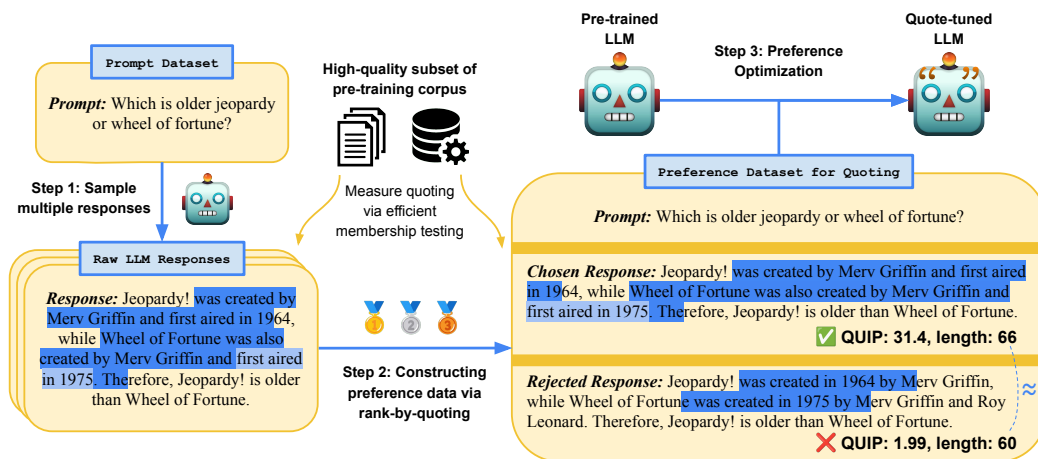 Prompt Dataset
Prompt: Which is older jeopardy
or wheel of fortune?
Step 1: Sample
multiple responses
Raw LLM Responses
Response: Jeopardy! was created by
Merv Griffin and first aired in 1964,
while Wheel of Fortune was also
created by Merv Griffin and first aired
in 1975. Therefore, Jeopardy! is older
than Wheel of Fortune.
High-quality subset of
pre-training corpus
Measure quoting
via efficient
membership testing
1 2 3
Step 2: Constructing
preference data via
rank-by-quoting
Pre-trained
LLM
Step 3: Preference
Optimization
Quote-tuned
LLM
Preference Dataset for Quoting
Prompt: Which is older jeopardy or wheel of fortune?
Chosen Response: Jeopardy! was created by Merv Griffin and first aired
in 1964, while Wheel of Fortune was also created by Merv Griffin and
first aired in 1975. Therefore, Jeopardy! is older than Wheel of Fortune.
✅ QUIP: 31.4, length: 66
≈
Rejected Response: Jeopardy! was created in 1964 by Merv Griffin,
while Wheel of Fortune was created in 1975 by Merv Griffin and Roy
Leonard. Therefore, Jeopardy! is older than Wheel of Fortune.
❌ QUIP: 1.99, length: 60